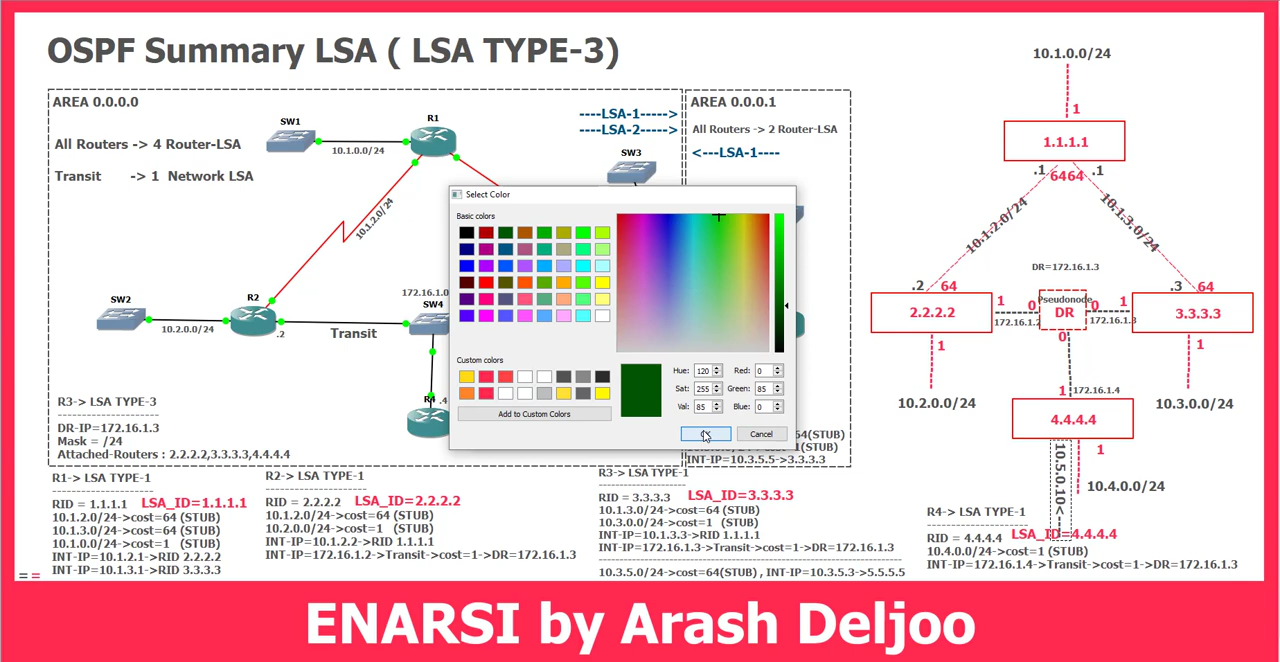 OSPF Summary LSA ( LSA TYPE-3)
AREA 0.0.0.0
All Routers -> 4 Router-LSA
Transit -> 1 Network LSA
SW1
10.1.0.0/24
R1
----LSA-1----->
----LSA-2----->
SW3
AREA 0.0.0.1
All Routers -> 2 Router-LSA
<---LSA-1----
10.1.2.0/24
SW2
10.2.0.0/24
R2
.2
Transit
172.16.1.0
SW4
R4
.4
Select Color
Basic colors
Custom colors
Add to Custom Colors
Hue: 120
Sat: 255
Val: 85
Red: 0
Green: 85
Blue: 0
Cancel
R3-> LSA TYPE-3
--------------------
DR-IP=172.16.1.3
Mask = /24
Attached-Routers : 2.2.2.2,3.3.3.3,4.4.4.4
64(STUB)
(STUB)
INT-IP=10.3.5.5->3.3.3.3
R1-> LSA TYPE-1
--------------------
RID = 1.1.1.1 LSA_ID=1.1.1.1
10.1.2.0/24->cost=64 (STUB)
10.1.3.0/24->cost=64 (STUB)
10.1.0.0/24->cost=1 (STUB)
INT-IP=10.1.2.1->RID 2.2.2.2
INT-IP=10.1.3.1->RID 3.3.3.3
R2-> LSA TYPE-1
--------------------
RID = 2.2.2.2 LSA_ID=2.2.2.2
10.1.2.0/24->cost=64 (STUB)
10.2.0.0/24->cost=1 (STUB)
INT-IP=10.1.2.2->RID 1.1.1.1
INT-IP=172.16.1.2->Transit->cost=1->DR=172.16.1.3
R3-> LSA TYPE-1
--------------------
RID = 3.3.3.3 LSA_ID=3.3.3.3
10.1.3.0/24->cost=64 (STUB)
10.3.0.0/24->cost=1 (STUB)
INT-IP=10.1.3.3->RID 1.1.1.1
INT-IP=172.16.1.3->Transit->cost=1->DR=172.16.1.3
10.3.5.0/24->cost=64(STUB) , INT-IP=10.3.5.3->5.5.5.5
10.1.0.0/24
1
1.1.1.1
.1 6464 .1
10.1.2.0/24
10.1.3.0/24
DR=172.16.1.3
.2 64
.3 64
2.2.2.2
1
172.16.1.2
0
Pseudonode
DR
0
0
1
172.16.1.3
3.3.3.3
1
1
10.2.0.0/24
10.3.0.0/24
1
172.16.1.4
4.4.4.4
1
10.5.0.10<---
10.4.0.0/24
R4-> LSA TYPE-1
--------------------
RID = 4.4.4.4 LSA_ID=4.4.4.4
10.4.0.0/24->cost=1 (STUB)
INT-IP=172.16.1.4->Transit->cost=1->DR=172.16.1.3
ENARSI by Arash Deljoo